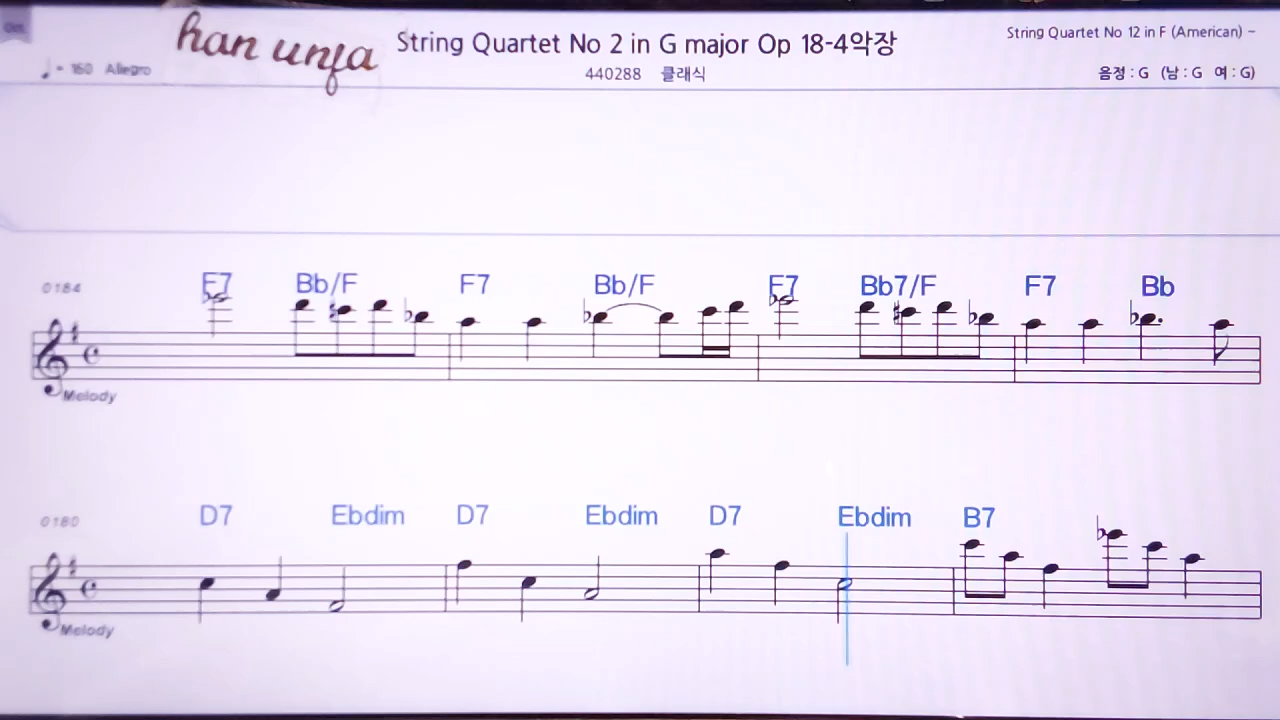 han unja
String Quartet No 2 in G major Op 18-4악장
String Quartet No 12 in F (American) –
♩ = 160 Allegro
440288 클래식
음정 : G (남 : G 여 : G)
0184
F7 Bb/F F7 Bb/F F7 Bb7/F F7 Bb
Melody
0180
D7 Ebdim D7 Ebdim D7 Ebdim B7
Melody